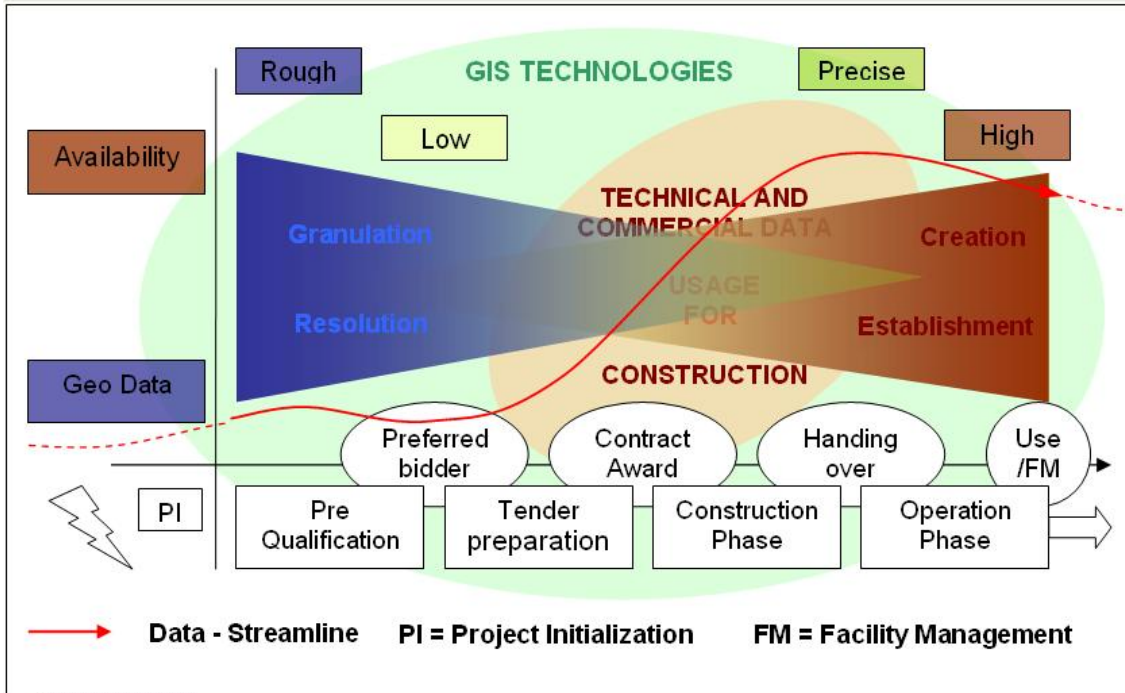 Rough
GIS TECHNOLOGIES
Precise
Availability
Low
High
TECHNICAL AND
COMMERCIAL DATA
USAGE
FOR
CONSTRUCTION
Granulation
Resolution
Creation
Establishment
Geo Data
Preferred
bidder
Contract
Award
Handing
over
Use
/FM
PI
Pre
Qualification
Tender
preparation
Construction
Phase
Operation
Phase
Data - Streamline
PI = Project Initialization
FM = Facility Management